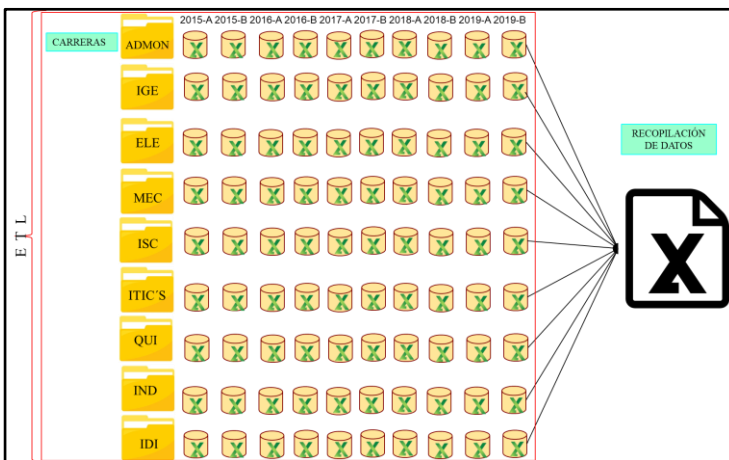 2015-A 2015-B 2016-A 2016-B 2017-A 2017-B 2018-A 2018-B 2019-A 2019-B
CARRERAS
ADMON
IGE
ELE
MEC
ISC
ITIC´S
QUI
IND
IDI
E T L
RECOPILACIÓN
DE DATOS